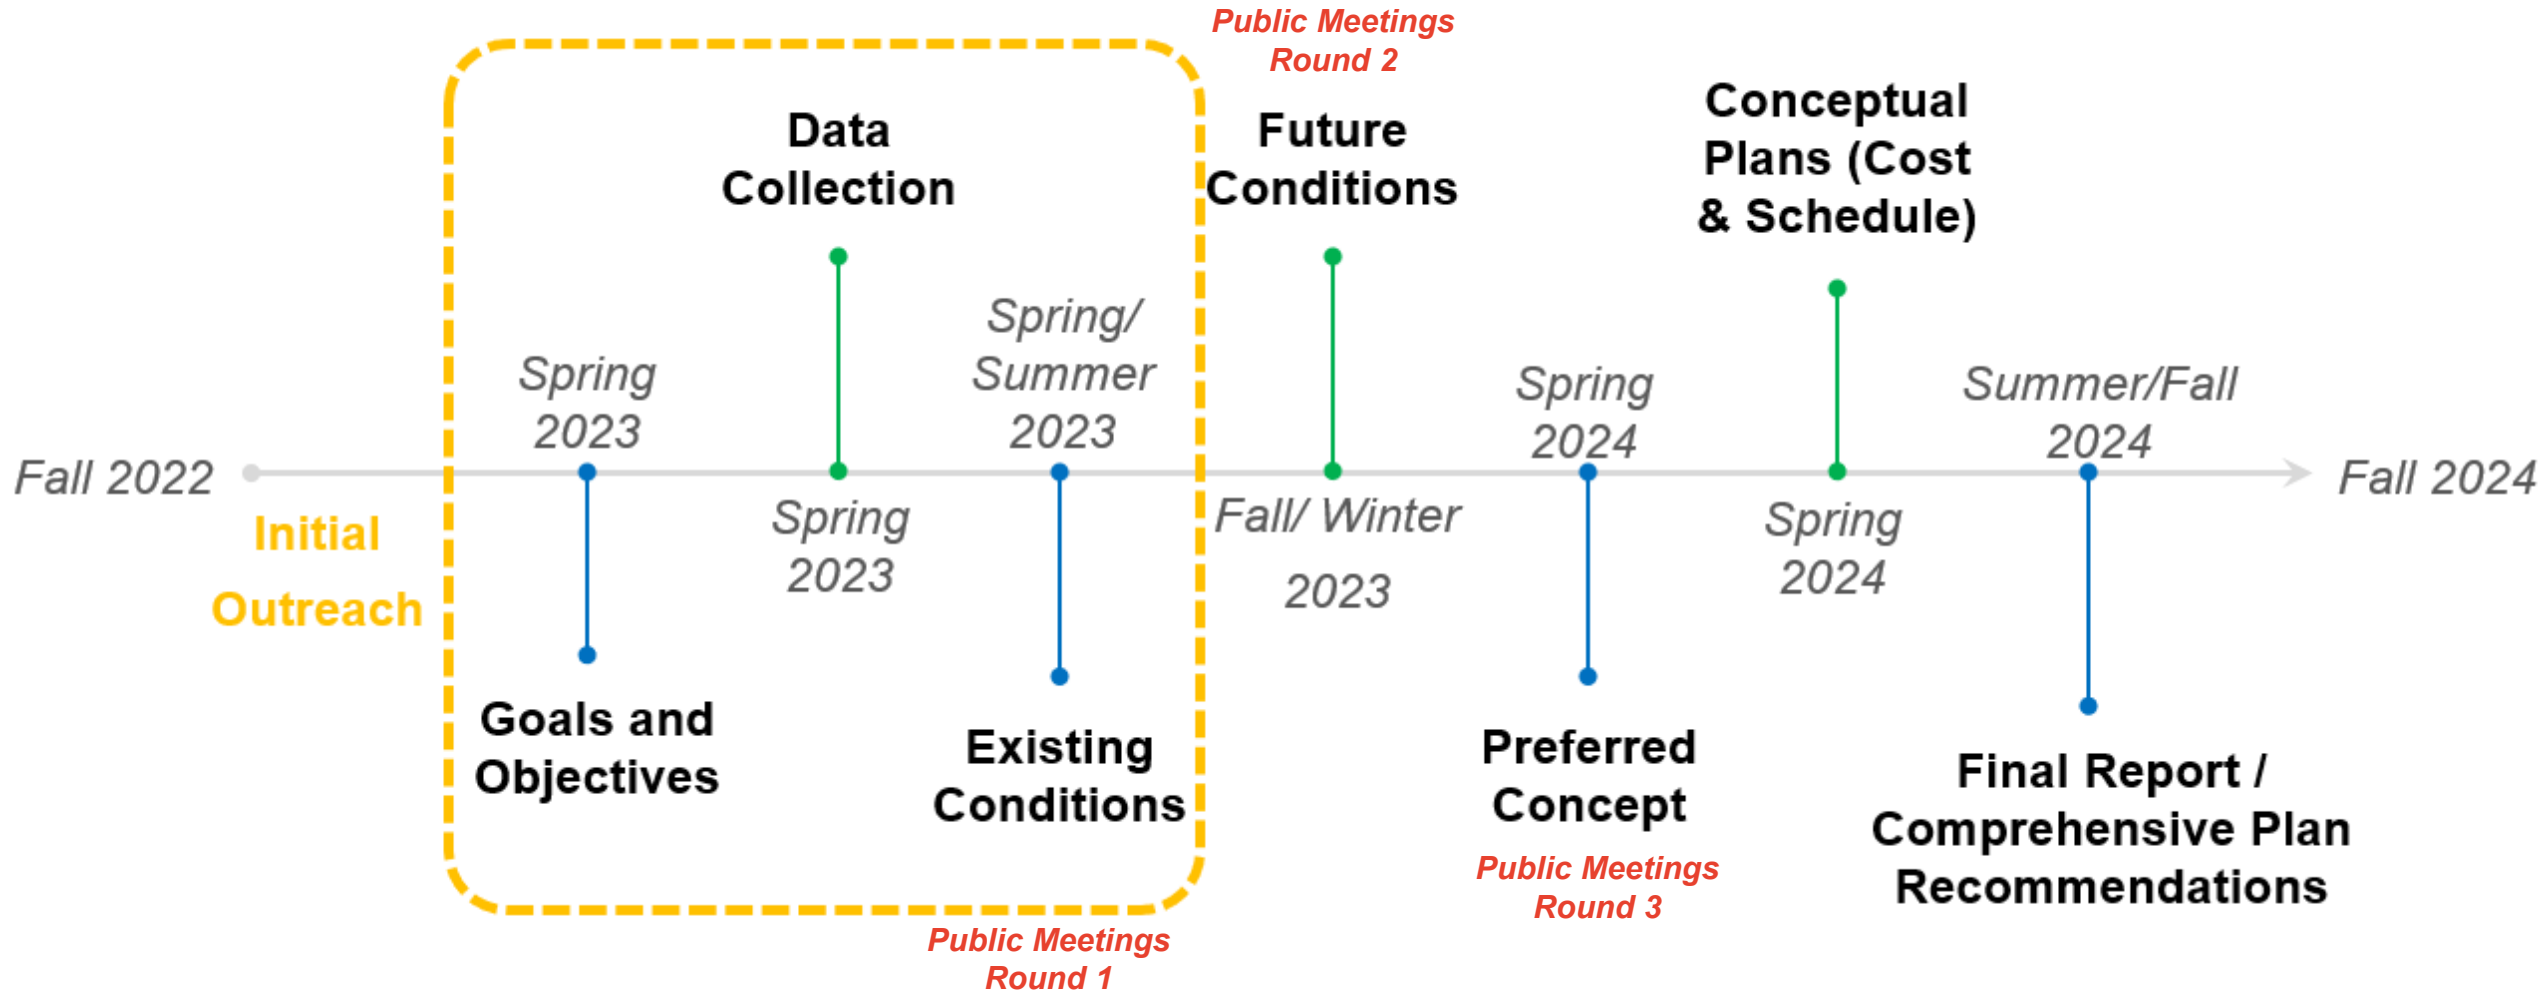 Public Meetings
Round 2
Data
Collection
Future
Conditions
Conceptual
Plans (Cost
& Schedule)
Spring
2023
Spring/
Summer
2023
Spring
2024
Summer/Fall
2024
Fall 2022
Fall 2024
Initial
Outreach
Spring
2023
Fall/ Winter
2023
Spring
2024
Goals and
Objectives
Existing
Conditions
Preferred
Concept
Final Report /
Comprehensive Plan
Recommendations
Public Meetings
Round 3
Public Meetings
Round 1